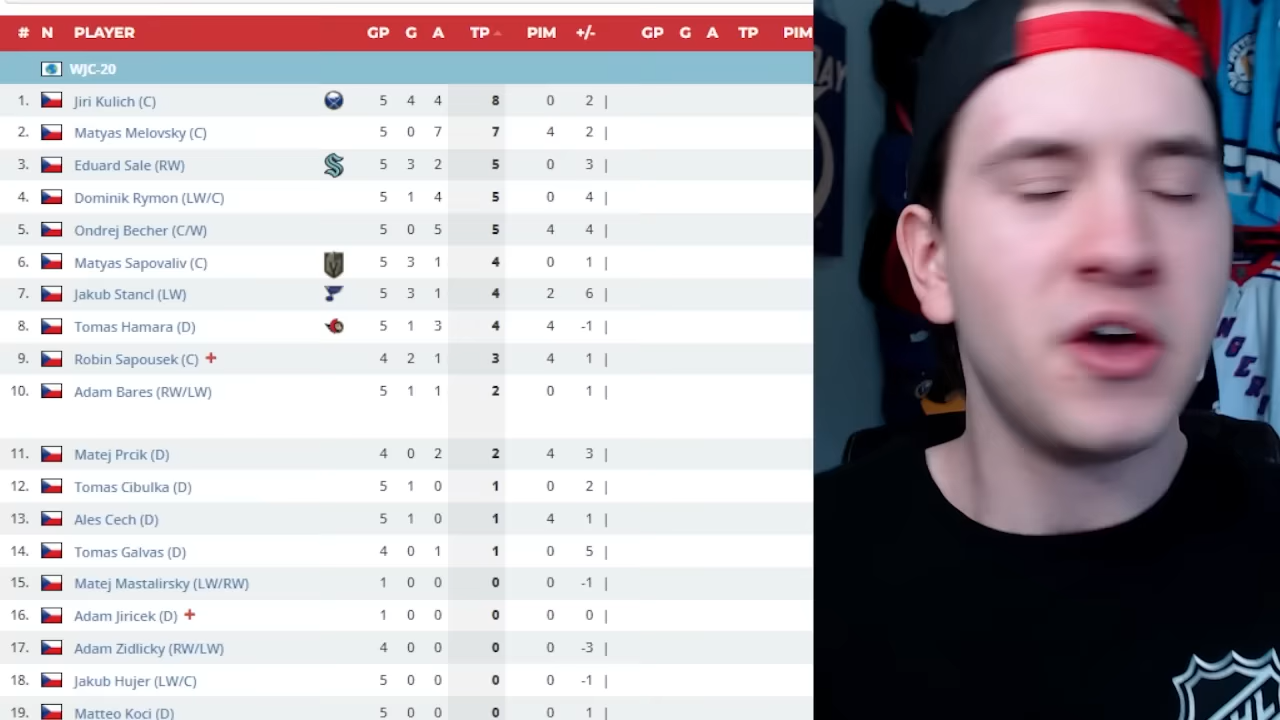 # N PLAYER GP G A TP PIM +/- GP G A TP PIM
WJC-20
1. Jiri Kulich (C) 5 4 4 8 0 2 |
2. Matyas Melovsky (C) 5 0 7 7 4 2 |
3. Eduard Sale (RW) 5 3 2 5 0 3 |
4. Dominik Rymon (LW/C) 5 1 4 5 0 4 |
5. Ondrej Becher (C/W) 5 0 5 5 4 4 |
6. Matyas Sapovaliv (C) 5 3 1 4 0 1 |
7. Jakub Stancl (LW) 5 3 1 4 2 6 |
8. Tomas Hamara (D) 5 1 3 4 4 -1 |
9. Robin Sapousek (C) + 4 2 1 3 4 1 |
10. Adam Bares (RW/LW) 5 1 1 2 0 1 |
11. Matej Prcik (D) 4 0 2 2 4 3 |
12. Tomas Cibulka (D) 5 1 0 1 0 2 |
13. Ales Cech (D) 5 1 0 1 4 1 |
14. Tomas Galvas (D) 4 0 1 1 0 5 |
15. Matej Mastalirsky (LW/RW) 1 0 0 0 0 -1 |
16. Adam Jiricek (D) + 1 0 0 0 0 0 |
17. Adam Zidlicky (RW/LW) 4 0 0 0 0 -3 |
18. Jakub Hujer (LW/C) 5 0 0 0 0 -1 |
19. Matteo Koci (D) 5 0 0 0 0 1 |
NGER
NHL